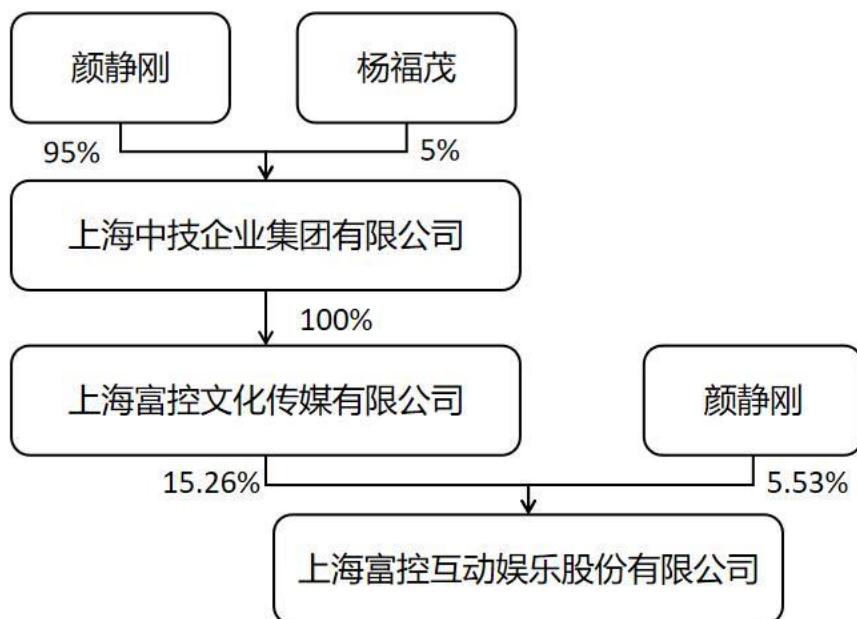 颜静刚
杨福茂
95%
5%
上海中技企业集团有限公司
100%
上海富控文化传媒有限公司
颜静刚
15.26%
5.53%
上海富控互动娱乐股份有限公司